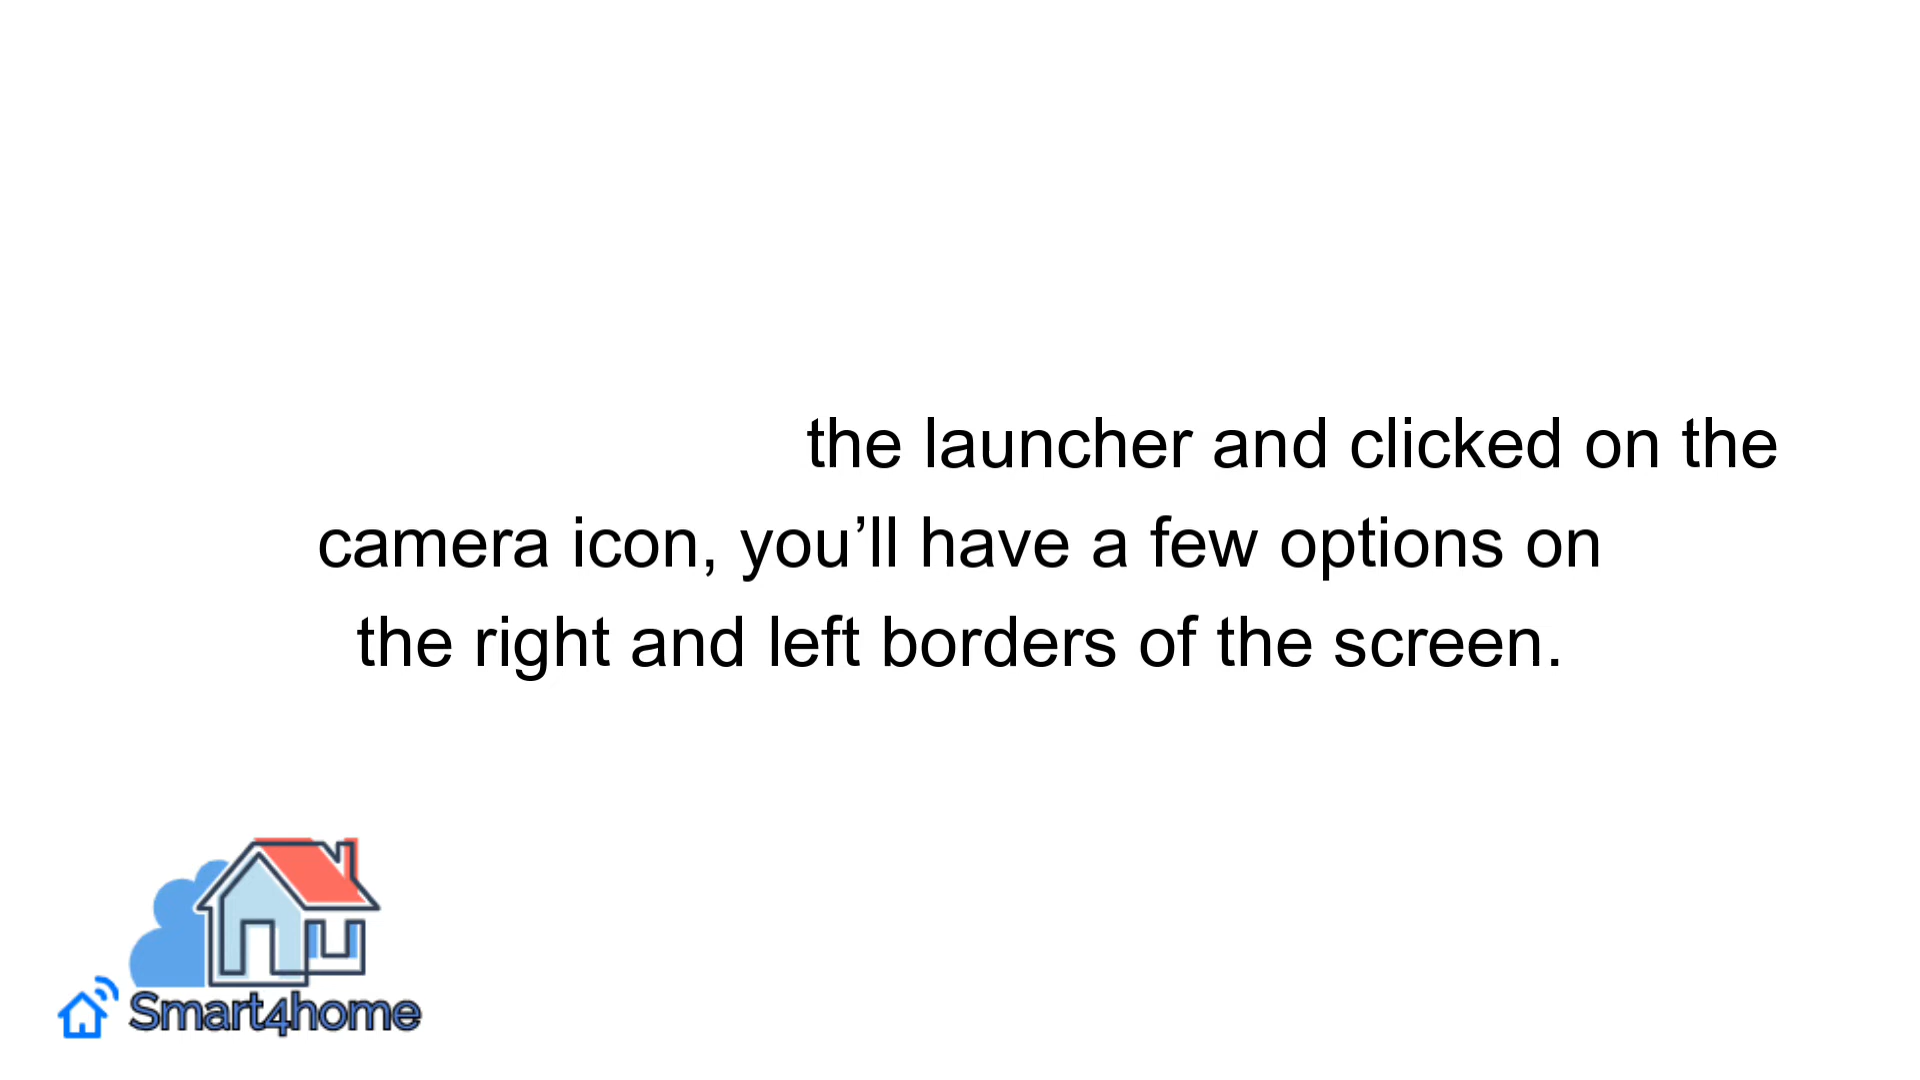 the launcher and clicked on the
camera icon, you’ll have a few options on
the right and left borders of the screen.
Smart4home